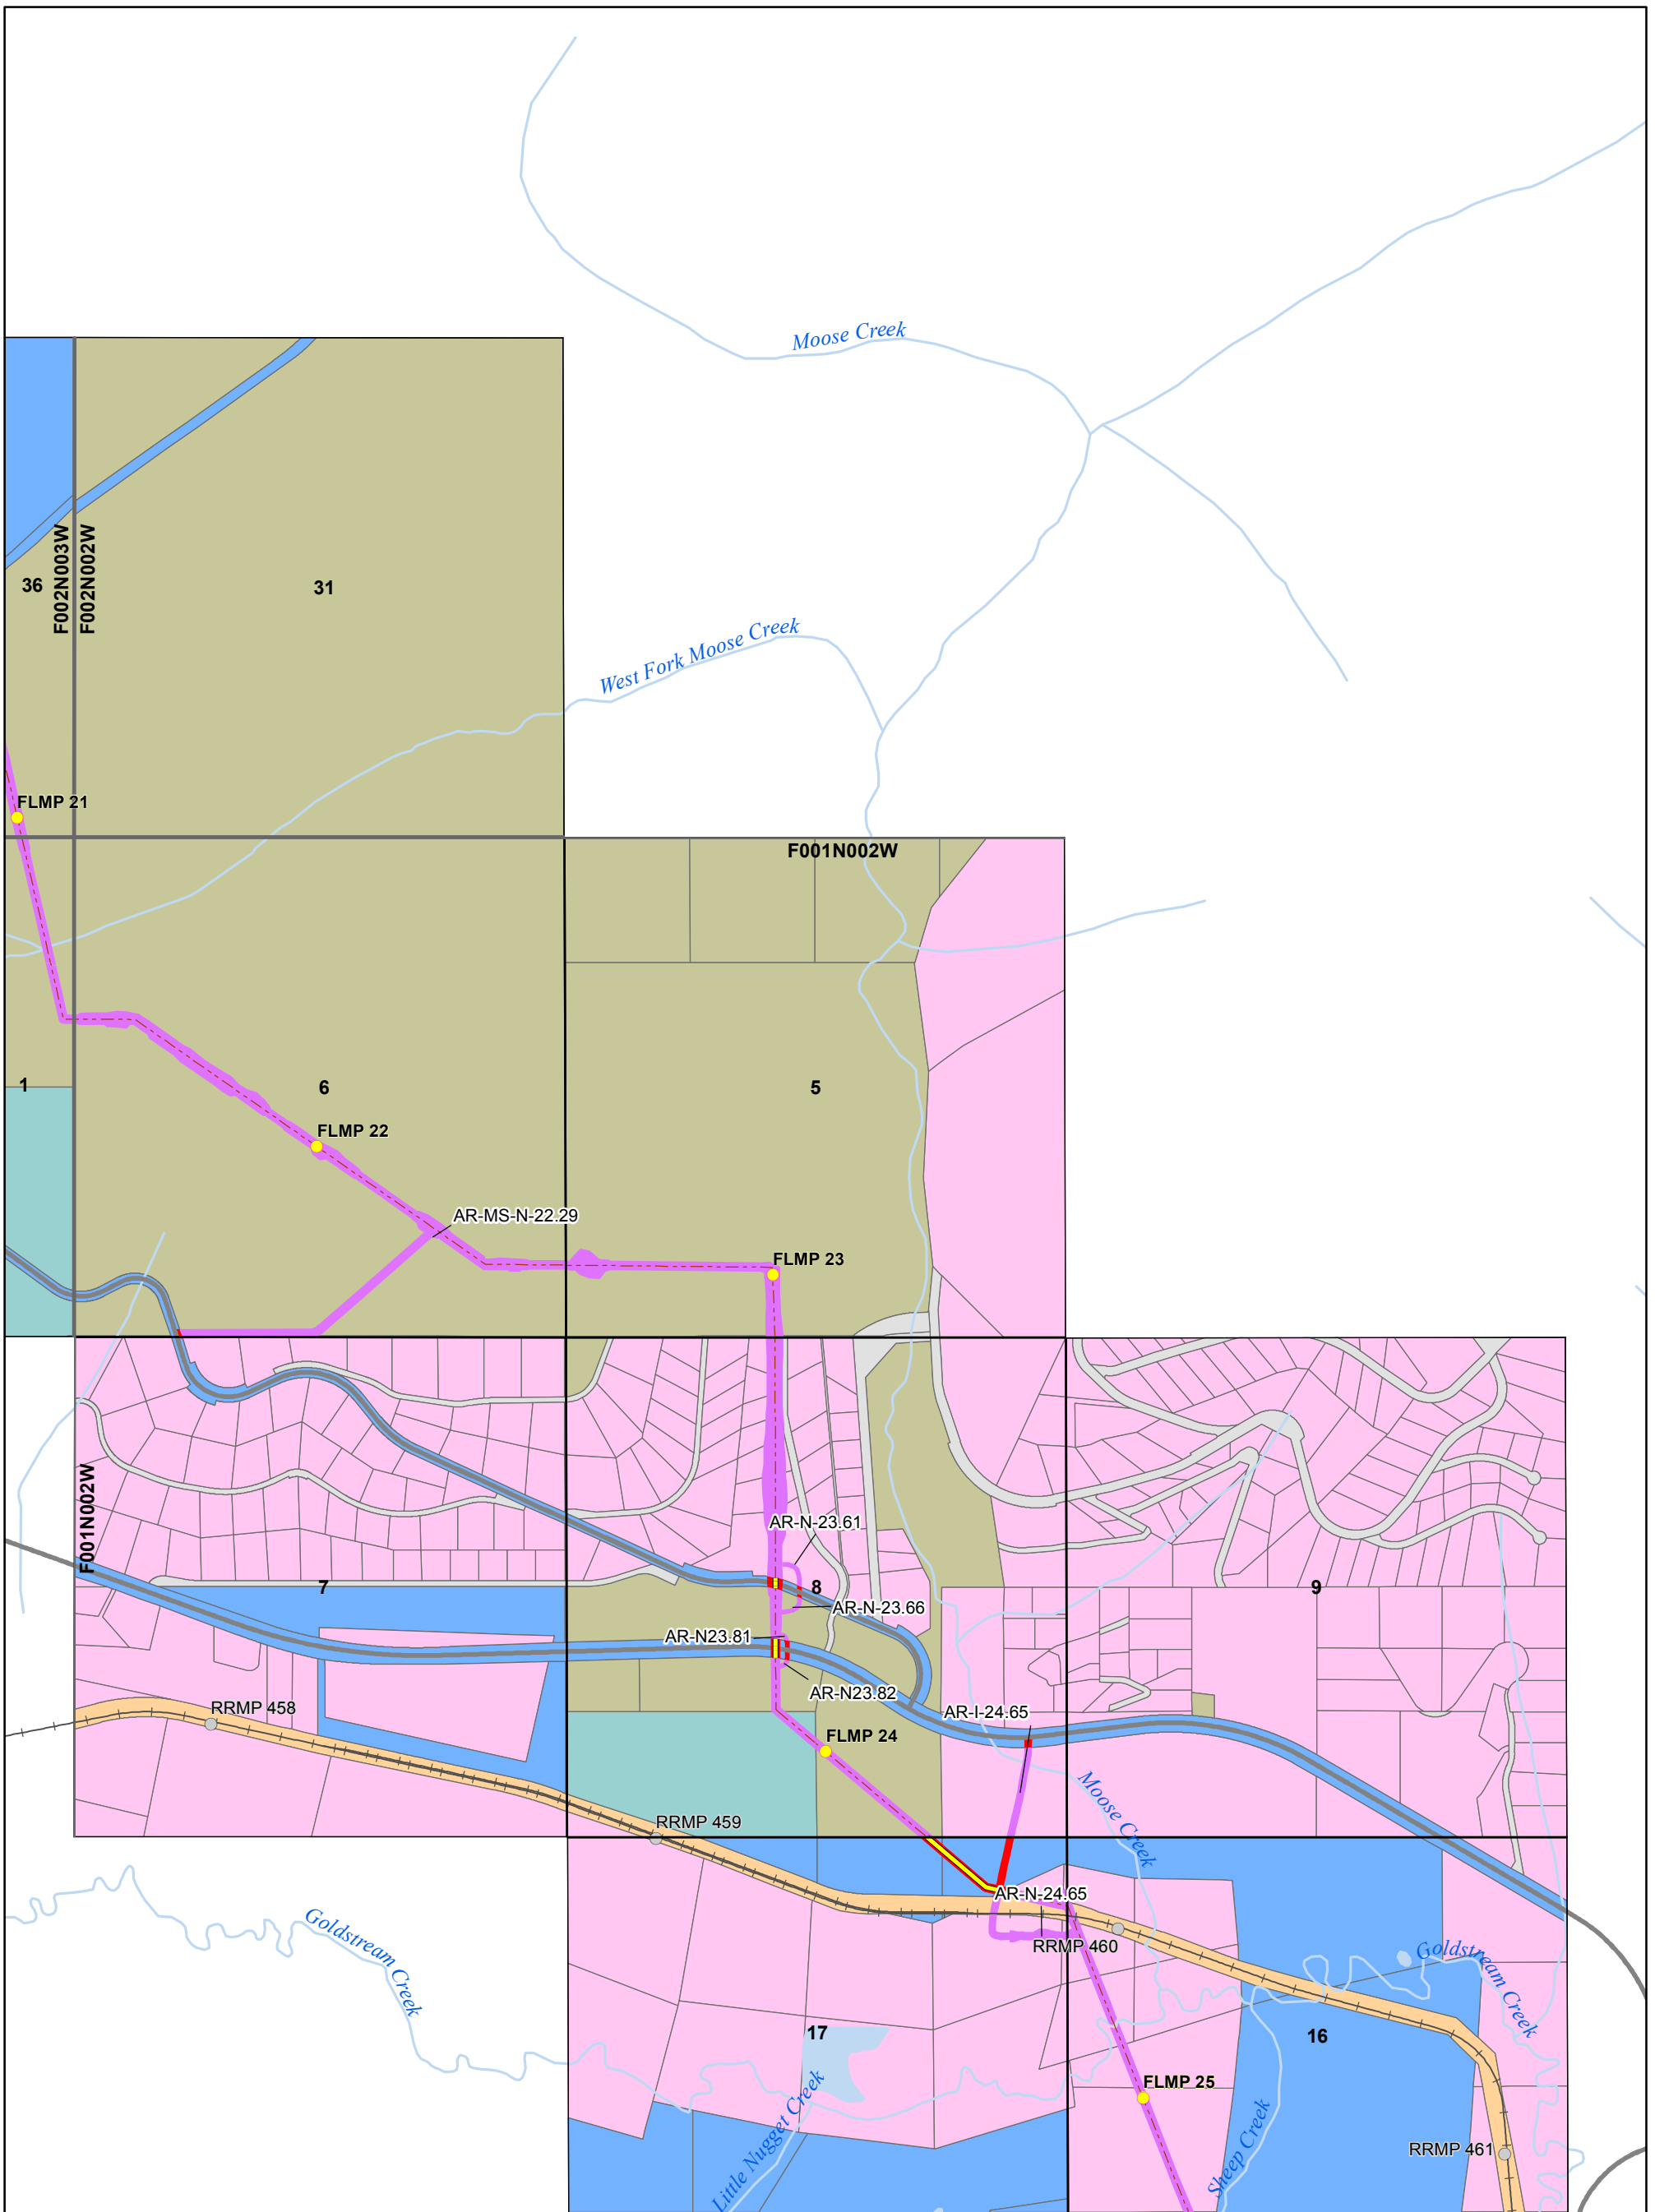 Moose Creek
F002N003W
F002N002W
36
31
West Fork Moose Creek
FLMP 21
F001N002W
1
6
5
FLMP 22
AR-MS-N-22.29
FLMP 23
F001N002W
AR-N-23.61
7
8
9
AR-N-23.66
AR-N23.81
AR-N23.82
RRMP 458
AR-I-24.65
FLMP 24
Moose Creek
RRMP 459
AR-N-24.65
Goldstream Creek
RRMP 460
Goldstream Creek
17
16
FLMP 25
Little Nugget Creek
Sheep Creek
RRMP 461